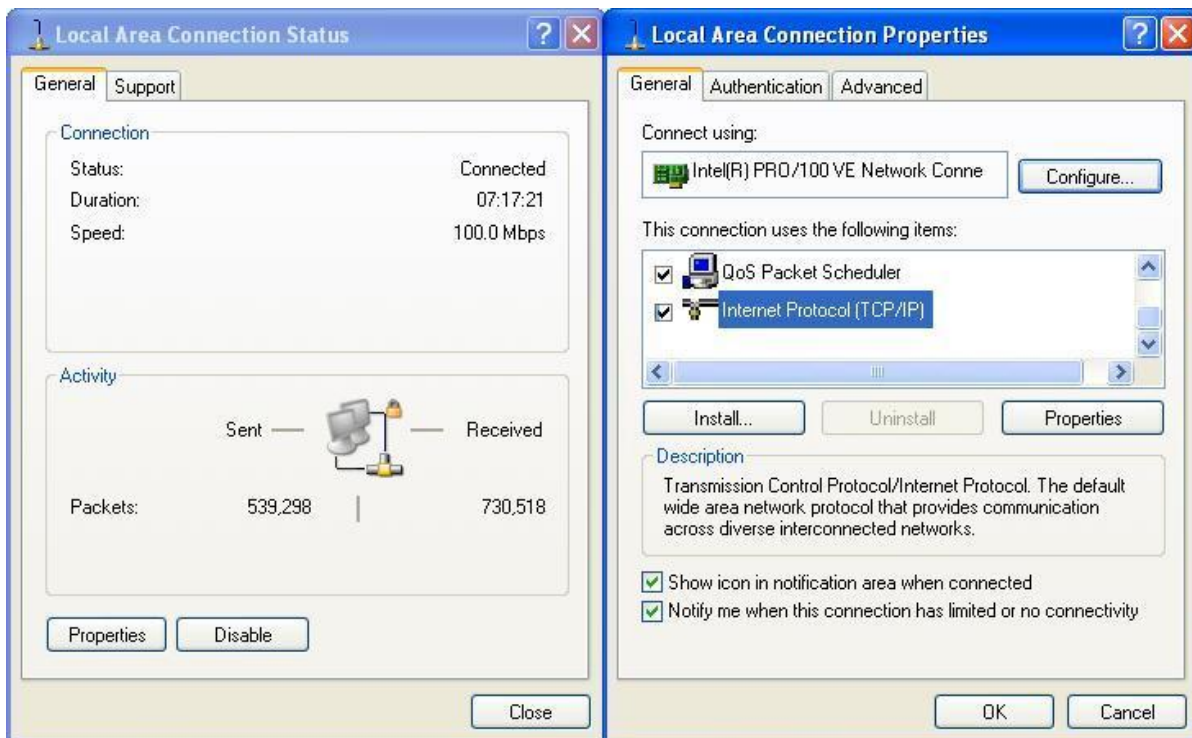 Local Area Connection Status
General
Support
Connection
Status: Connected
Duration: 07:17:21
Speed: 100.0 Mbps
Activity
Sent Received
Packets: 539,298 730,518
Properties
Disable
Close
Local Area Connection Properties
General
Authentication
Advanced
Connect using:
Intel(R) PRO/100 VE Network Conne
Configure...
This connection uses the following items:
QoS Packet Scheduler
Internet Protocol (TCP/IP)
Install...
Uninstall
Properties
Description
Transmission Control Protocol/Internet Protocol. The default
wide area network protocol that provides communication
across diverse interconnected networks.
Show icon in notification area when connected
Notify me when this connection has limited or no connectivity
OK
Cancel